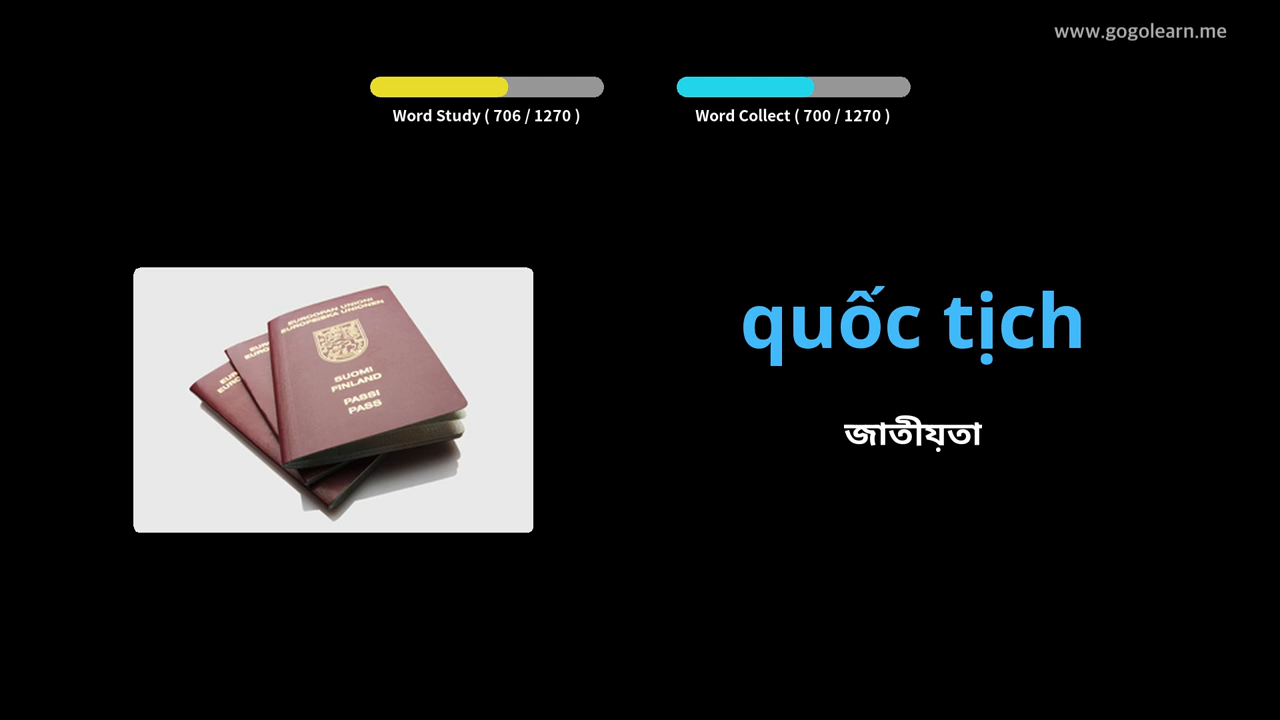 www.gogolearn.me
Word Study ( 706 / 1270 )
Word Collect ( 700 / 1270 )
EUROOPAN UNIONI
EUROPEISKA UNIONEN
SUOMI
FINLAND
PASSI
PASS
quốc tịch
জাতীয়তা